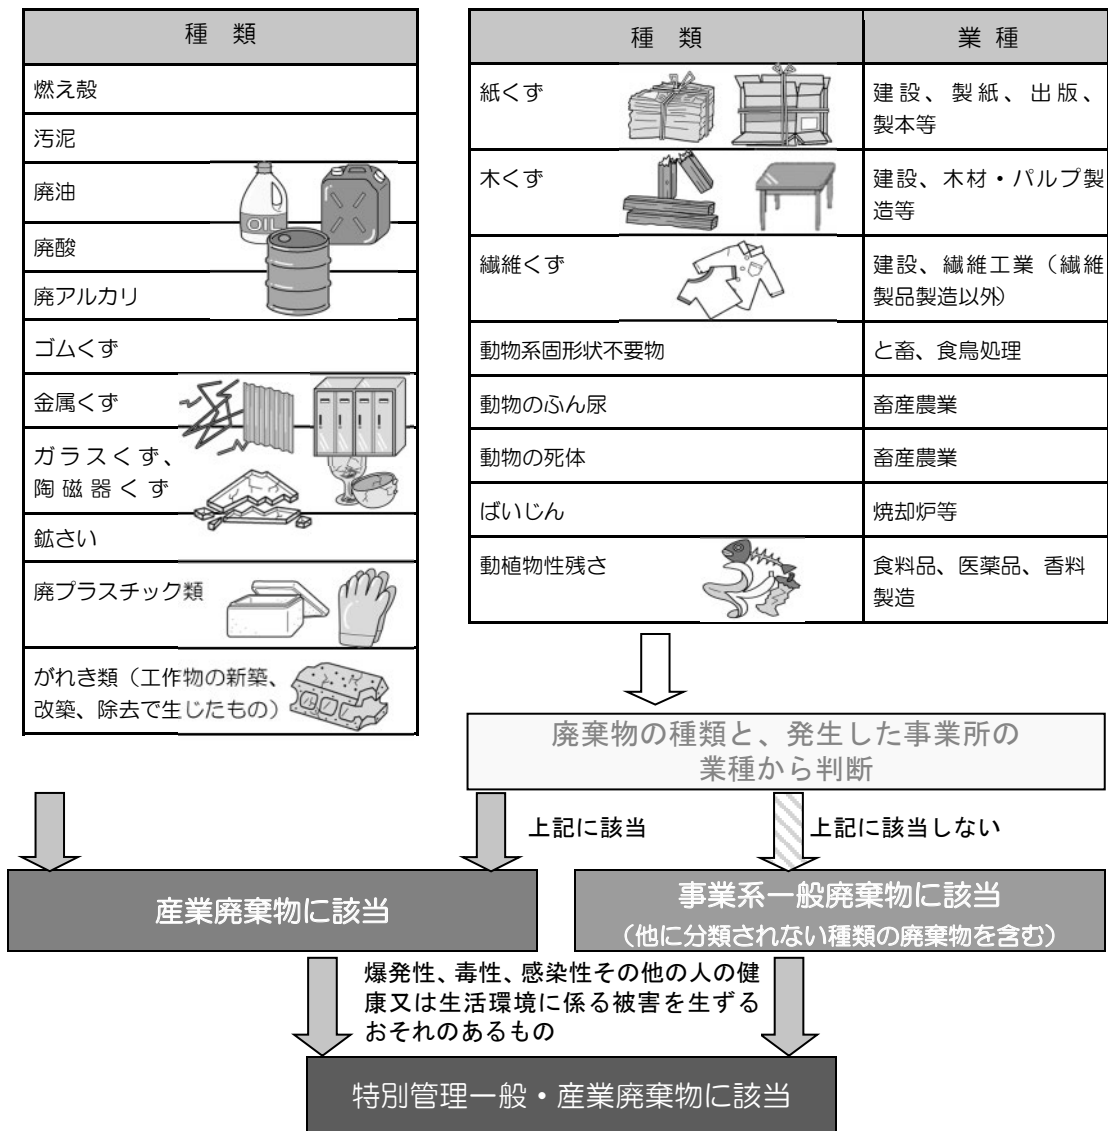 種 類
燃え殻
汚泥
廃油
OIL
廃酸
廃アルカリ
ゴムくず
金属くず
ガラスくず、
陶磁器くず
鉱さい
廃プラスチック類
がれき類（工作物の新築、
改築、除去で生じたもの）
種 類 業 種
紙くず 建設、製紙、出版、
製本等
木くず 建設、木材・パルプ製
造等
繊維くず 建設、繊維工業（繊維
製品製造以外）
動物系固形状不要物 と畜、食鳥処理
動物のふん尿 畜産農業
動物の死体 畜産農業
ばいじん 焼却炉等
動植物性残さ 食料品、医薬品、香料
製造
廃棄物の種類と、発生した事業所の
業種から判断
上記に該当 上記に該当しない
産業廃棄物に該当
事業系一般廃棄物に該当
（他に分類されない種類の廃棄物を含む）
爆発性、毒性、感染性その他の人の健
康又は生活環境に係る被害を生ずる
おそれのあるもの
特別管理一般・産業廃棄物に該当